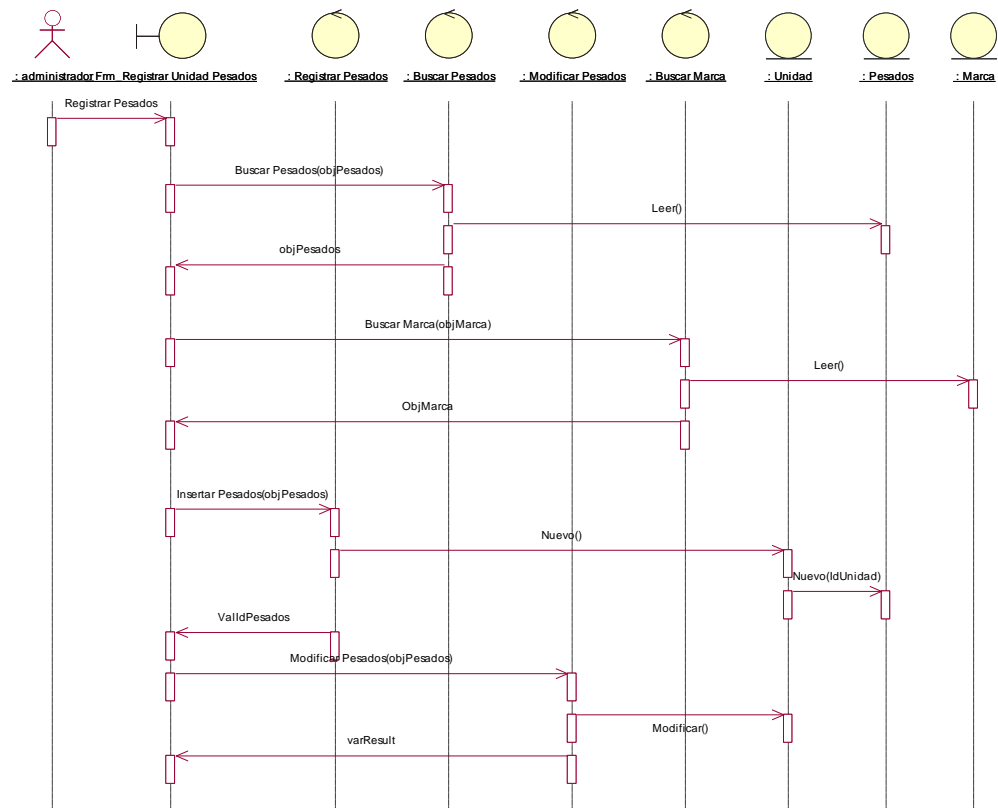 : administrador
Frm_Registrar Unidad Pesados
: Registrar Pesados
: Buscar Pesados
: Modificar Pesados
: Buscar Marca
: Unidad
: Pesados
: Marca
Registrar Pesados
Buscar Pesados(objPesados)
Leer()
objPesados
Buscar Marca(objMarca)
Leer()
ObjMarca
Insertar Pesados(objPesados)
Nuevo()
Nuevo(IdUnidad)
ValIdPesados
Modificar Pesados(objPesados)
Modificar()
varResult